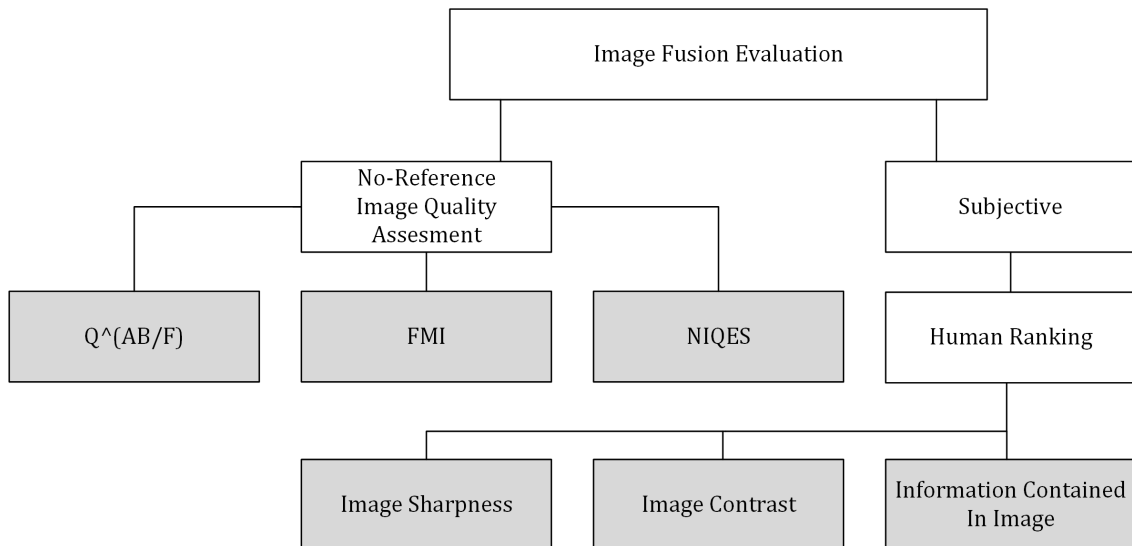 Image Fusion Evaluation
No-Reference
Image Quality
Assesment
Subjective
Q^(AB/F)
FMI
NIQES
Human Ranking
Image Sharpness
Image Contrast
Information Contained
In Image